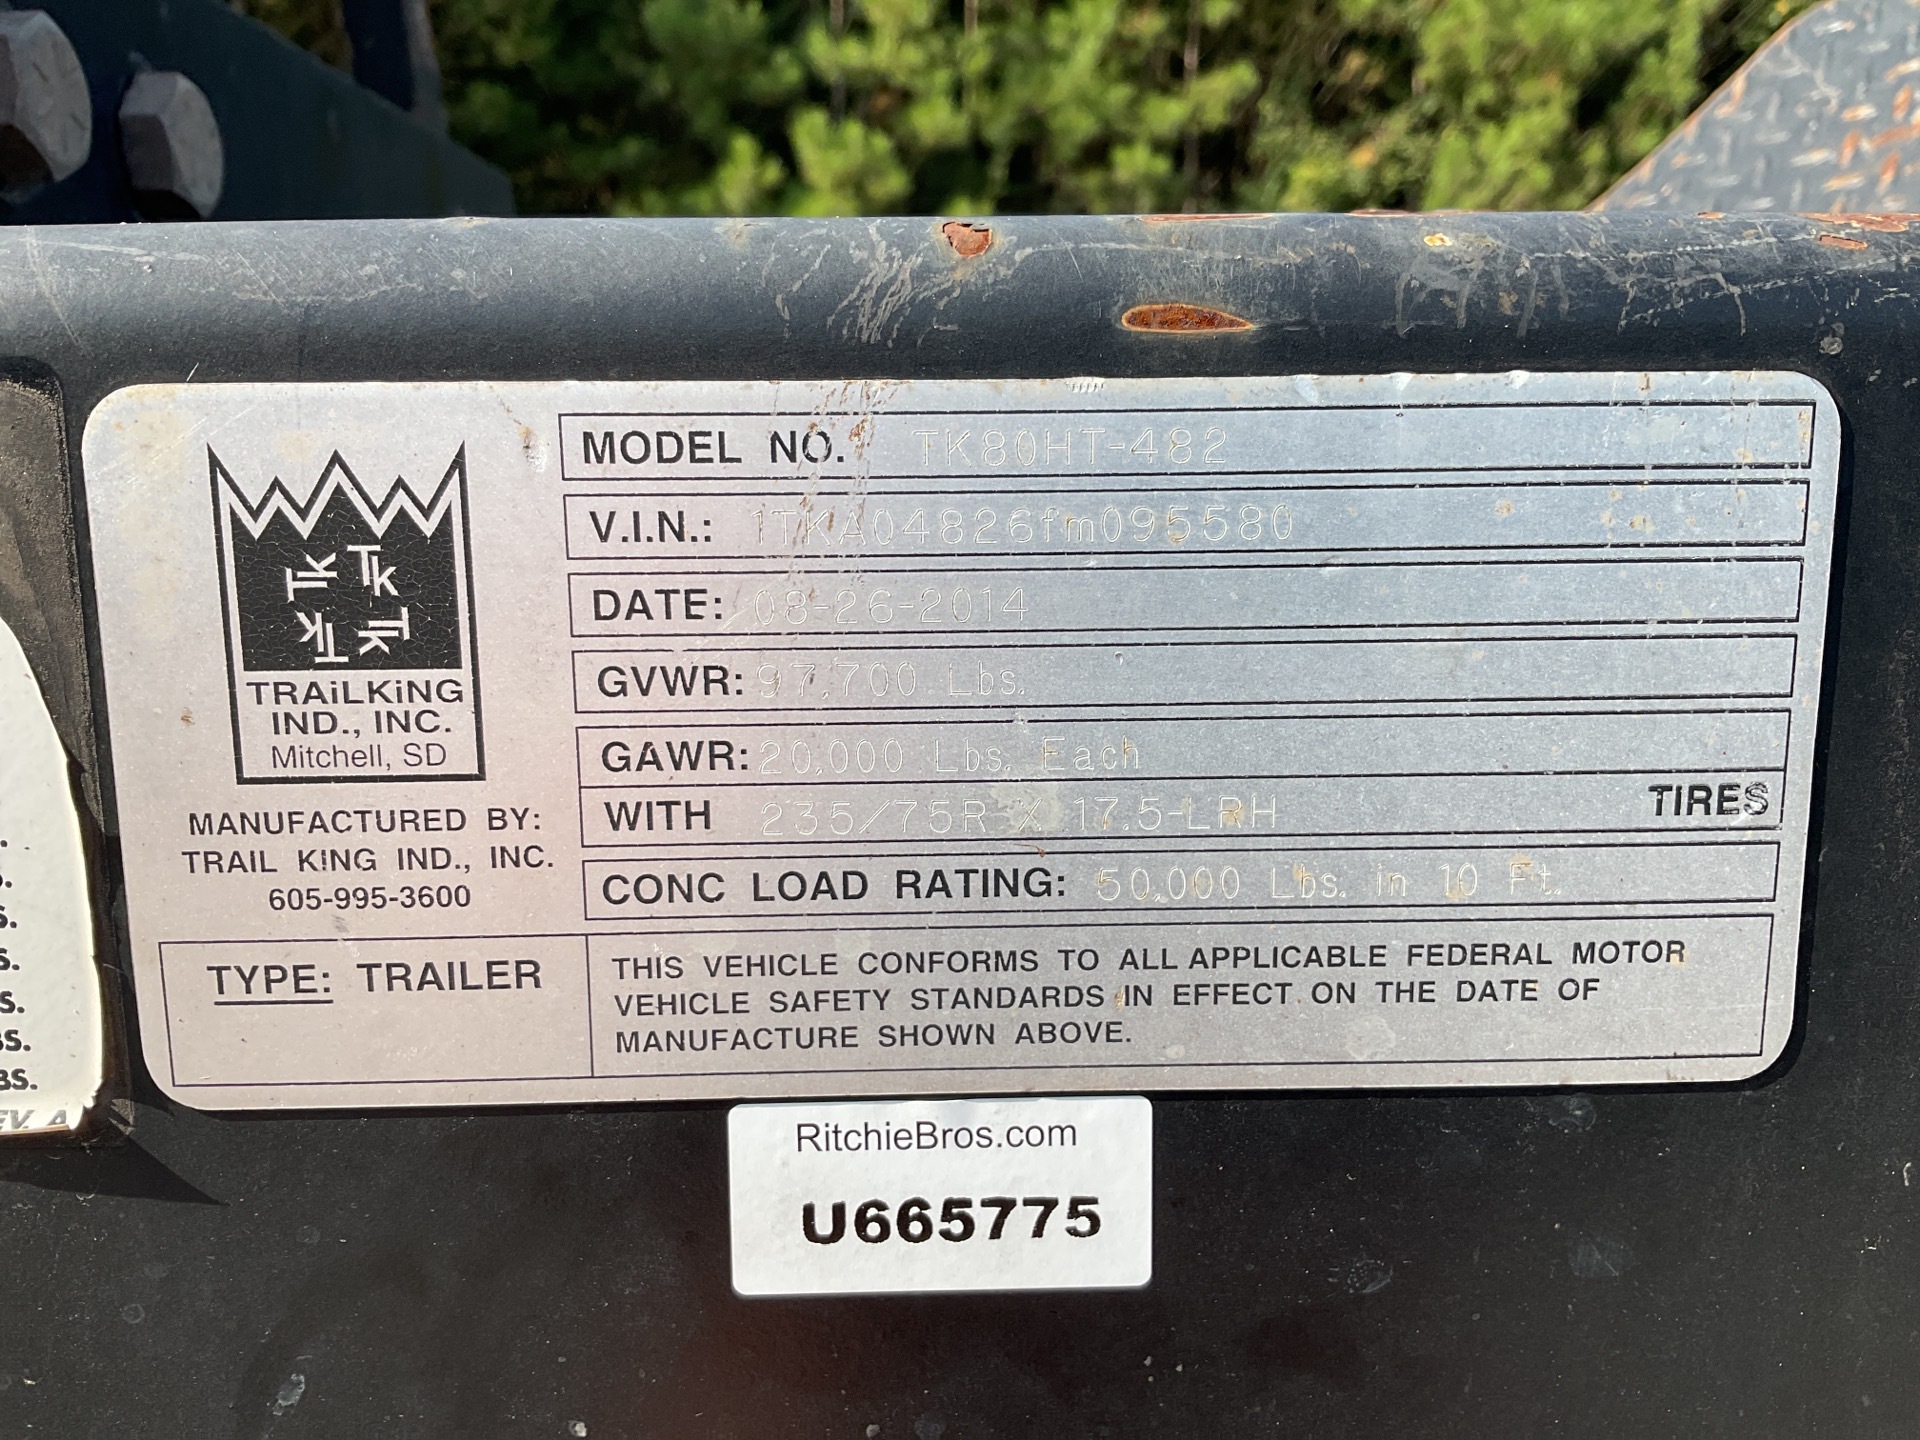 TK TK
TK TK
TRAiLKiNG
IND., INC.
Mitchell, SD
MANUFACTURED BY:
TRAIL KING IND., INC.
605-995-3600
MODEL NO. TK80HT-482
V.I.N.: 1TKA04826fm095580
DATE: 08-26-2014
GVWR: 97,700 Lbs.
GAWR: 20,000 Lbs. Each
WITH 235/75R X 17.5-LRH TIRES
CONC LOAD RATING: 50,000 Lbs. in 10 Ft.
TYPE: TRAILER
THIS VEHICLE CONFORMS TO ALL APPLICABLE FEDERAL MOTOR
VEHICLE SAFETY STANDARDS IN EFFECT ON THE DATE OF
MANUFACTURE SHOWN ABOVE.
RitchieBros.com
U665775